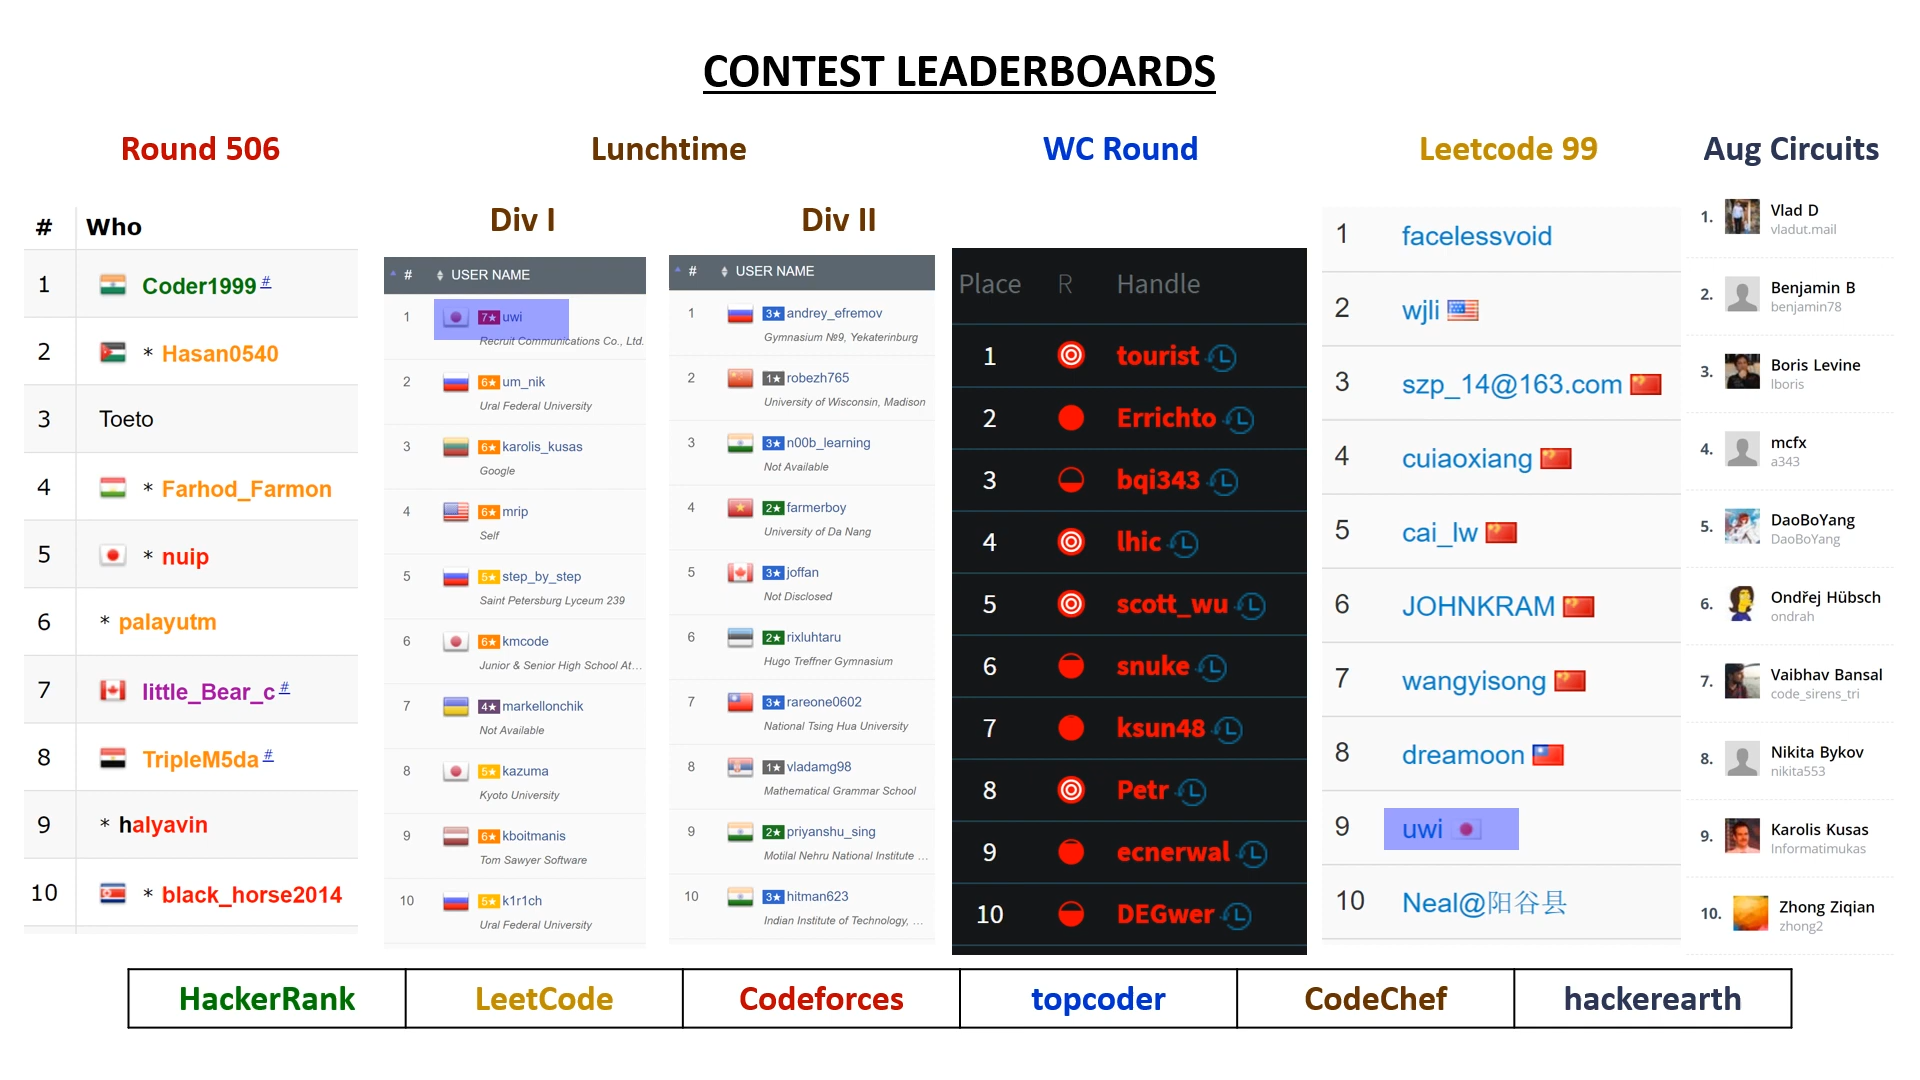 CONTEST LEADERBOARDS
Round 506
# Who
1 Coder1999 #
2 * Hasan0540
3 Toeto
4 * Farhod_Farmon
5 * nuip
6 * palayutm
7 little_Bear_c #
8 TripleM5da #
9 * halyavin
10 * black_horse2014
Lunchtime
Div I
# USER NAME
1 7★ uwi
Recruit Communications Co., Ltd.
2 6★ um_nik
Ural Federal University
3 6★ karolis_kusas
Google
4 6★ mrip
Self
5 5★ step_by_step
Saint Petersburg Lyceum 239
6 6★ kmcode
Junior & Senior High School At...
7 4★ markellonchik
Not Available
8 5★ kazuma
Kyoto University
9 6★ kboitmanis
Tom Sawyer Software
10 5★ k1r1ch
Ural Federal University
Div II
# USER NAME
1 3★ andrey_efremov
Gymnasium №9, Yekaterinburg
2 1★ robezh765
University of Wisconsin, Madison
3 3★ n00b_learning
Not Available
4 2★ farmerboy
University of Da Nang
5 3★ joffan
Not Disclosed
6 2★ rixluhtaru
Hugo Treffner Gymnasium
7 3★ rareone0602
National Tsing Hua University
8 1★ vladamg98
Mathematical Grammar School
9 2★ priyanshu_sing
Motilal Nehru National Institute ...
10 3★ hitman623
Indian Institute of Technology, ...
WC Round
Place R Handle
1 tourist
2 Errichto
3 bqi343
4 lhic
5 scott_wu
6 snuke
7 ksun48
8 Petr
9 ecnerwal
10 DEGwer
Leetcode 99
1 facelessvoid
2 wjli
3 szp_14@163.com
4 cuiaoxiang
5 cai_lw
6 JOHNKRAM
7 wangyisong
8 dreamoon
9 uwi
10 Neal@阳谷县
Aug Circuits
1. Vlad D
vladut.mail
2. Benjamin B
benjamin78
3. Boris Levine
lboris
4. mcfx
a343
5. DaoBoYang
DaoBoYang
6. Ondřej Hübsch
ondrah
7. Vaibhav Bansal
code_sirens_tri
8. Nikita Bykov
nikita553
9. Karolis Kusas
Informatimukas
10. Zhong Ziqian
zhong2
HackerRank LeetCode Codeforces topcoder CodeChef hackerearth